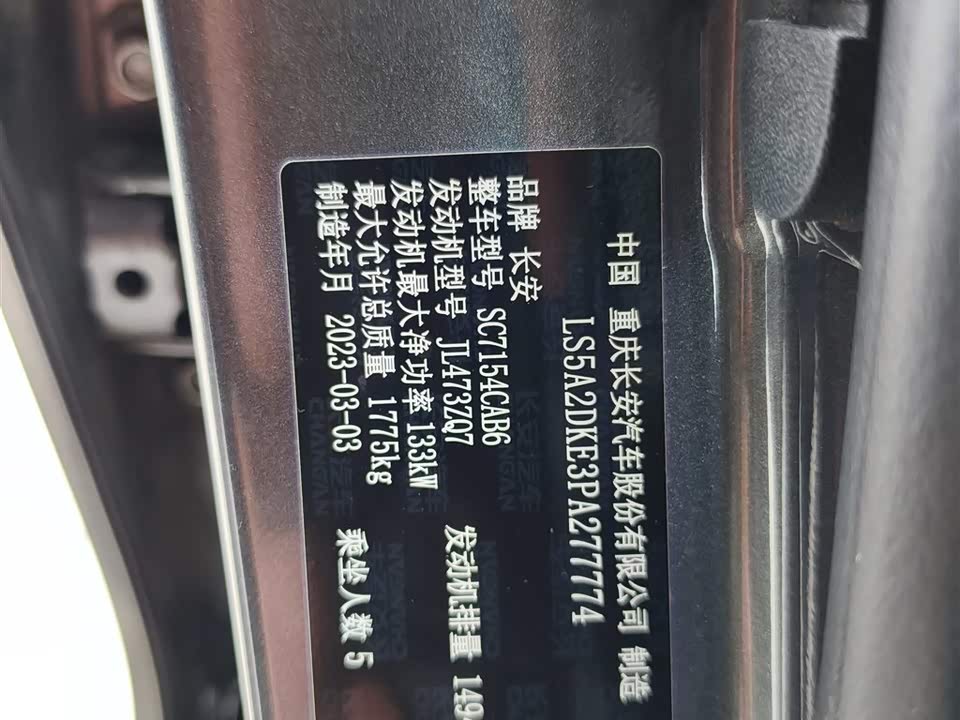 中国 重庆长安汽车股份有限公司 制造
LS5A2DKE3PA277774
品牌 长安
整车型号 SC7154CAB6
发动机型号 JL473ZQ7 发动机排量 149
发动机最大净功率 133kW
最大允许总质量 1775kg
制造年月 2023-03-03 乘坐人数 5